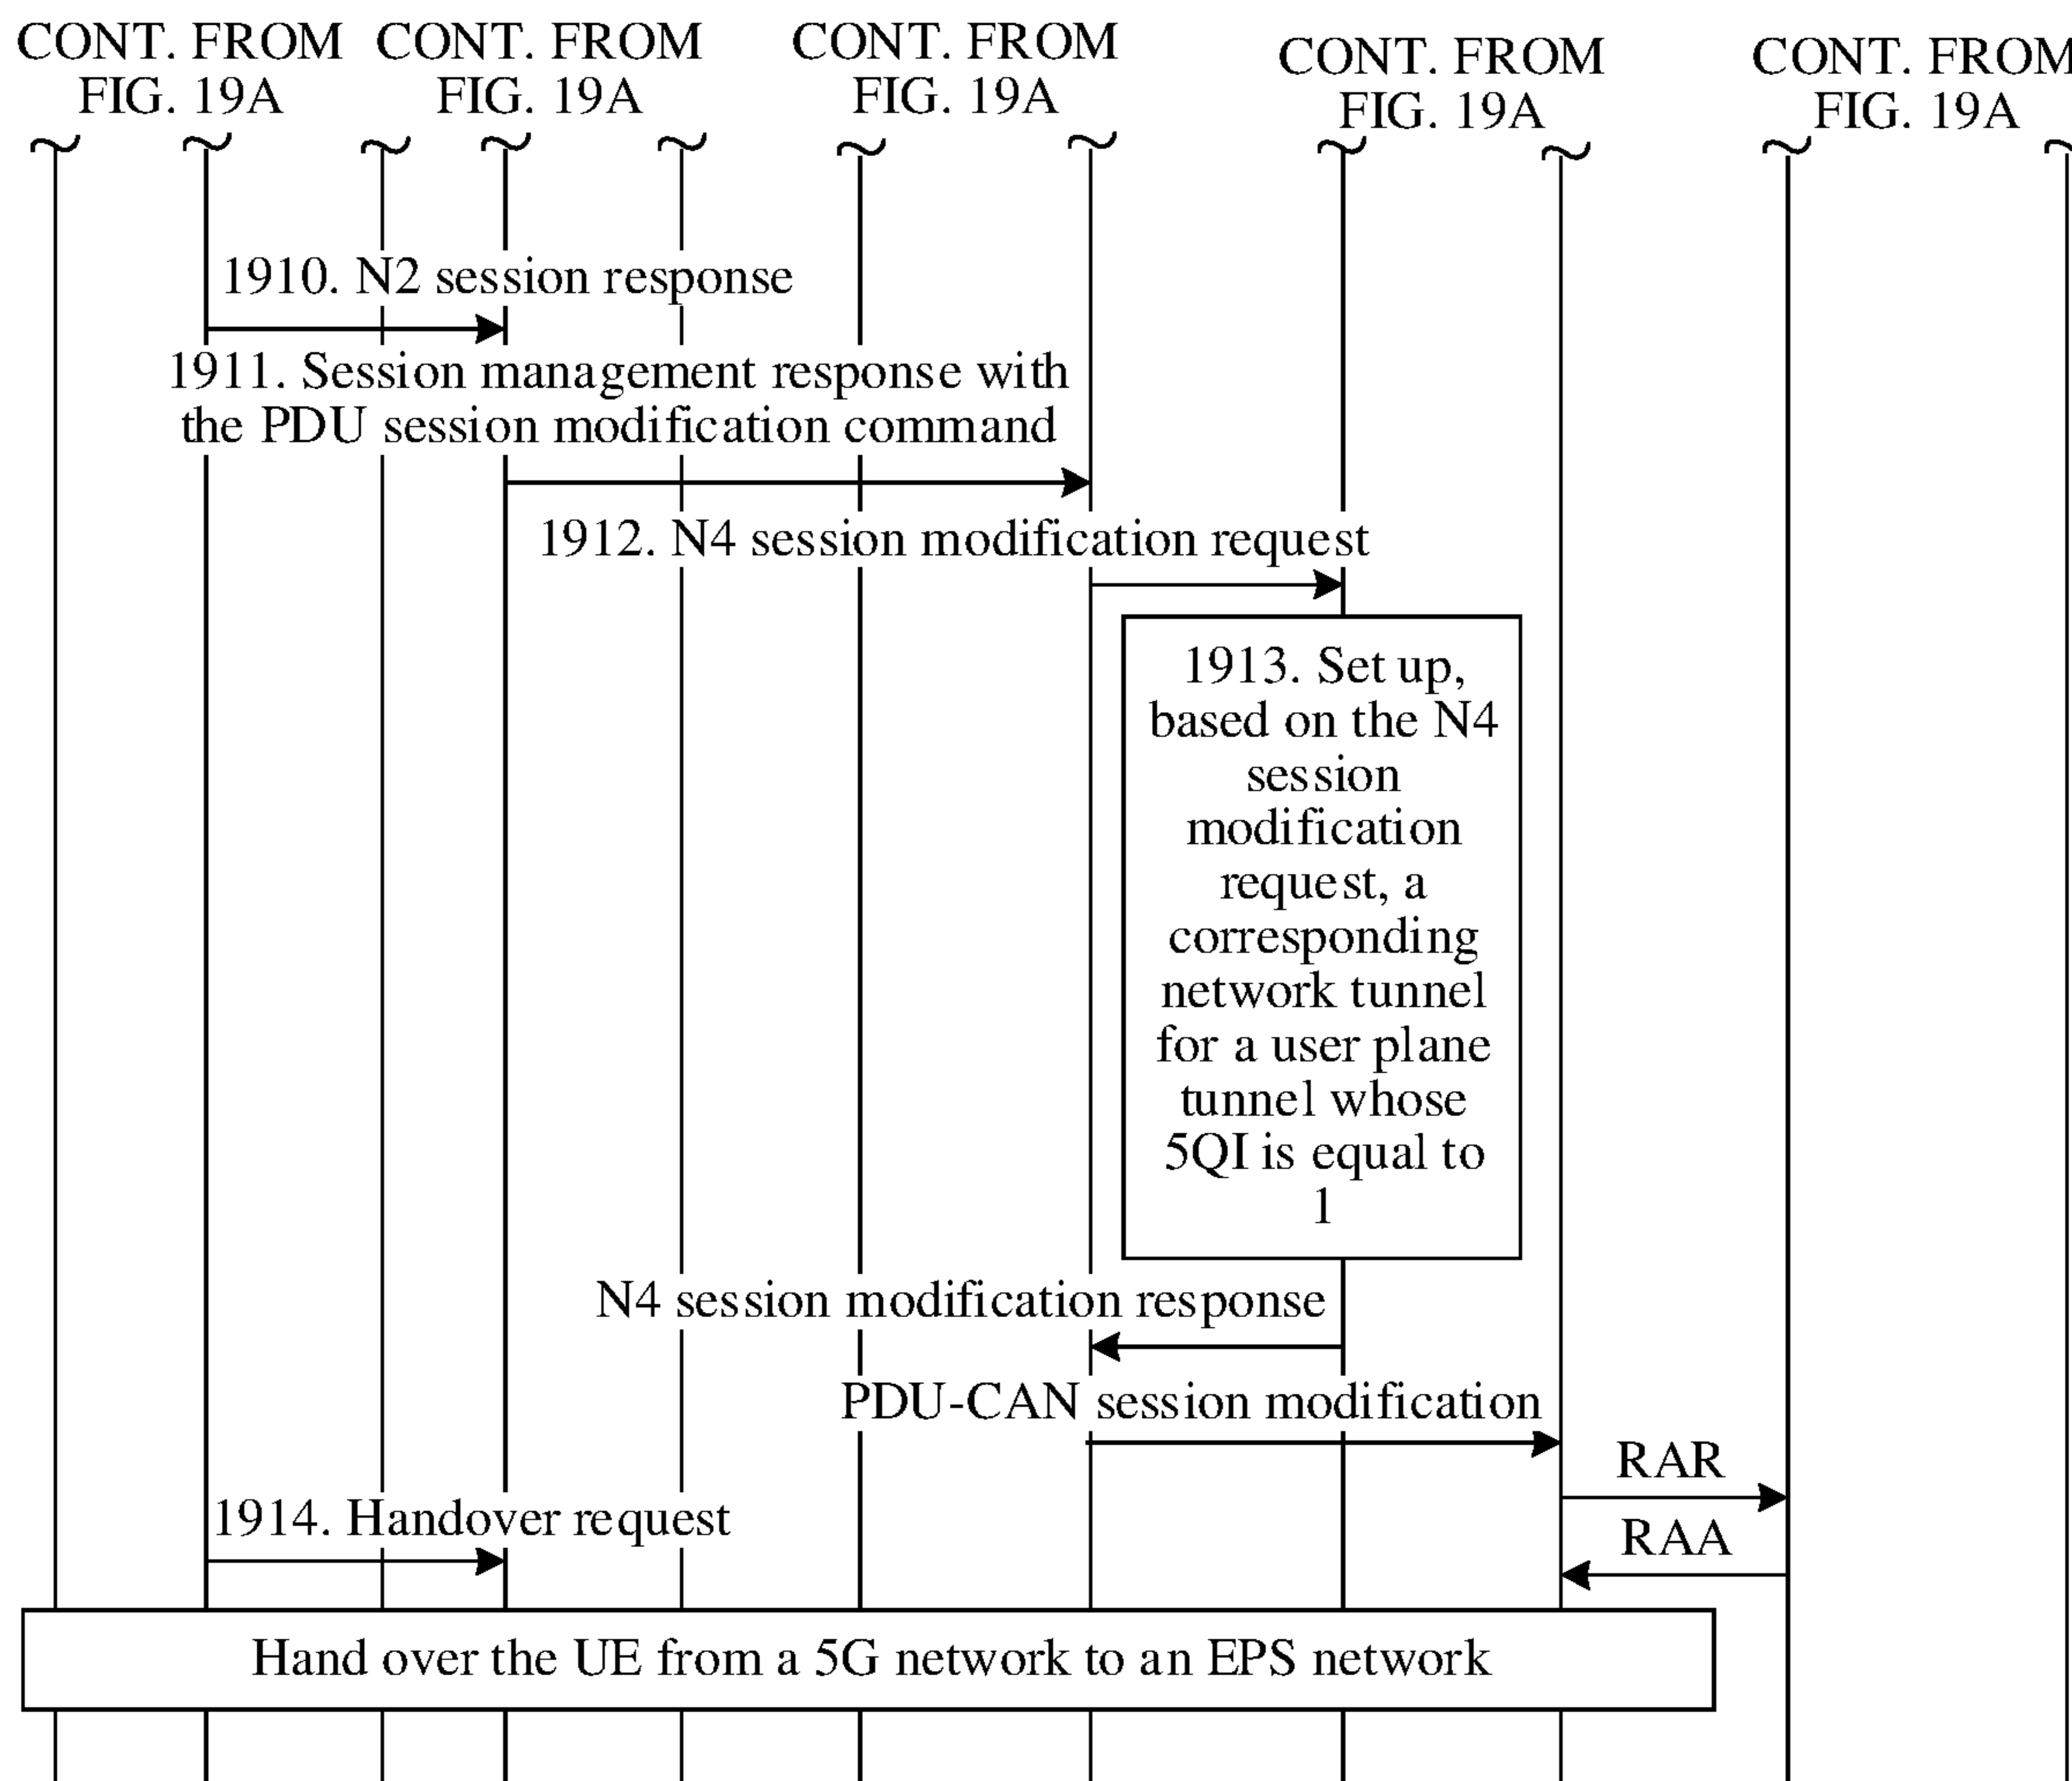 CONT. FROM
FIG. 19A
CONT. FROM
FIG. 19A
CONT. FROM
FIG. 19A
CONT. FROM
FIG. 19A
CONT. FROM
FIG. 19A
1910. N2 session response
1911. Session management response with
the PDU session modification command
1912. N4 session modification request
1913. Set up,
based on the N4
session
modification
request, a
corresponding
network tunnel
for a user plane
tunnel whose
5QI is equal to
1
N4 session modification response
PDU-CAN session modification
RAR
1914. Handover request
RAA
Hand over the UE from a 5G network to an EPS network